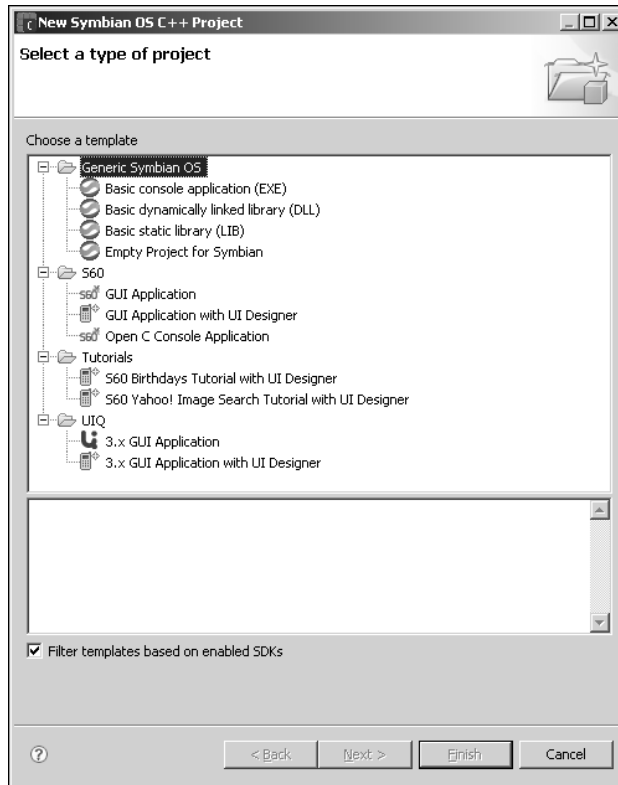 New Symbian OS C++ Project
Select a type of project
Choose a template
Generic Symbian OS
Basic console application (EXE)
Basic dynamically linked library (DLL)
Basic static library (LIB)
Empty Project for Symbian
S60
S60 GUI Application
GUI Application with UI Designer
S60 Open C Console Application
Tutorials
S60 Birthdays Tutorial with UI Designer
S60 Yahoo! Image Search Tutorial with UI Designer
UIQ
3.x GUI Application
3.x GUI Application with UI Designer
Filter templates based on enabled SDKs
? < Back Next > Finish Cancel